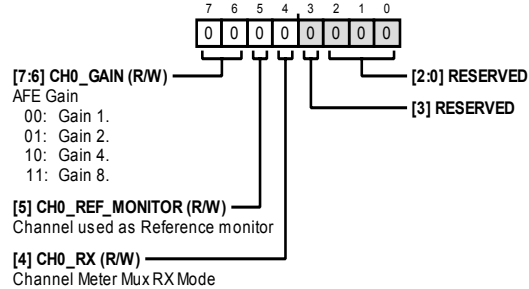 7 6 5 4 3 2 1 0
0 0 0 0 0 0 0 0
[7:6] CH0_GAIN (R/W)
AFE Gain
00: Gain 1.
01: Gain 2.
10: Gain 4.
11: Gain 8.
[5] CH0_REF_MONITOR (R/W)
Channel used as Reference monitor
[4] CH0_RX (R/W)
Channel Meter Mux RX Mode
[2:0] RESERVED
[3] RESERVED